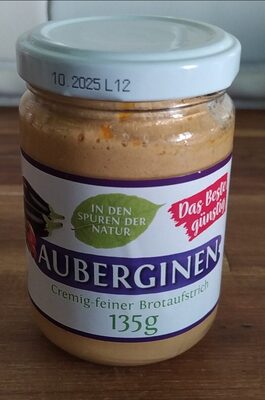 10.2025 L12
IN DEN
SPUREN DER
NATUR
Das Beste
günstig
AUBERGINEN
Cremig-feiner Brotaufstrich
135g